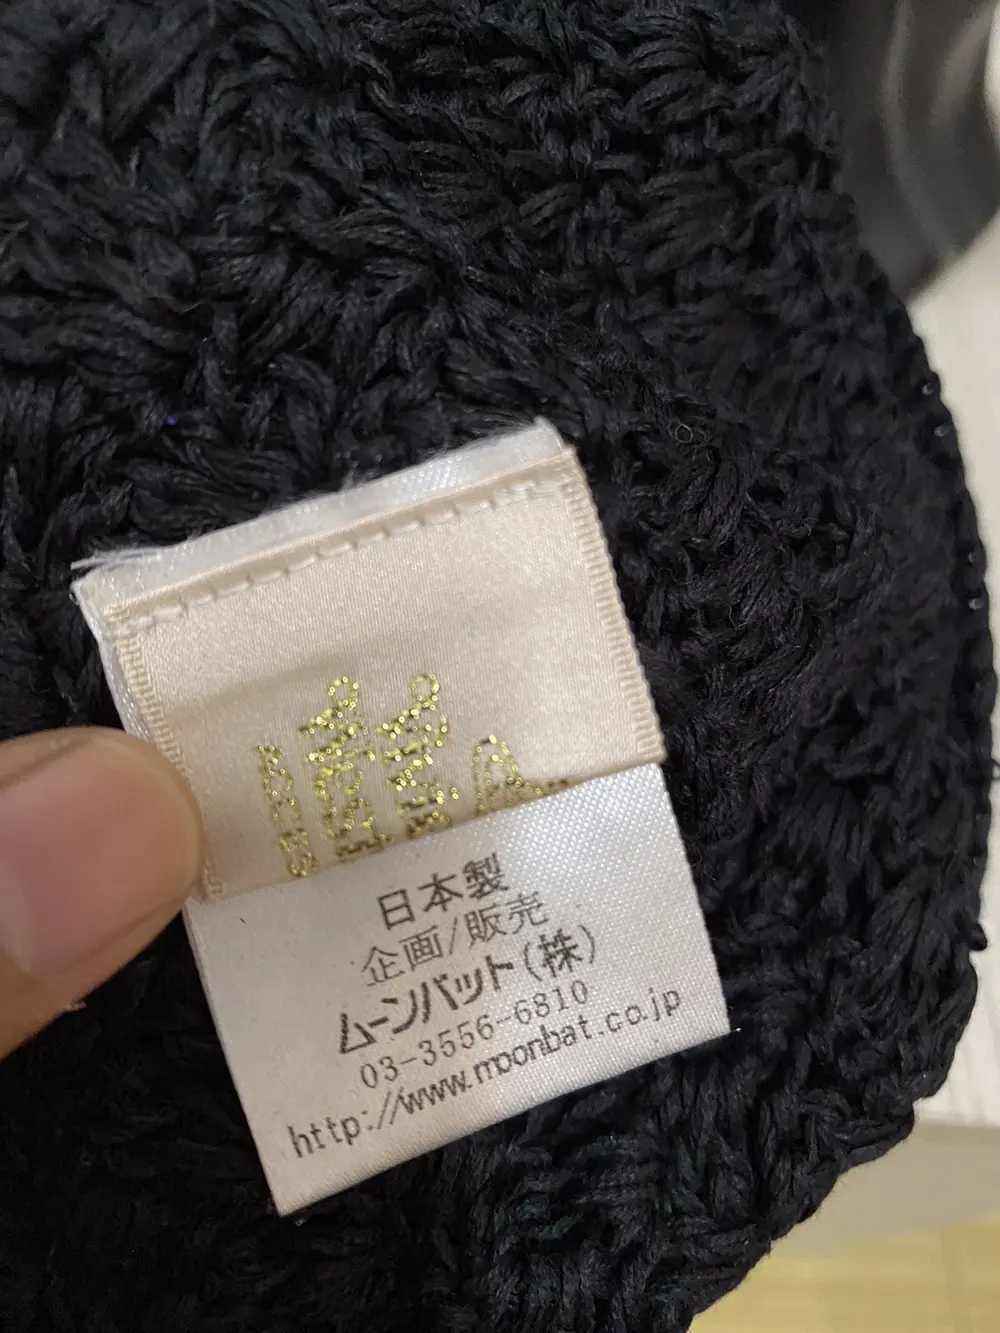 日本製
企画/販売
ムーンバット(株)
03-3556-6810
http://www.moonbat.co.jp